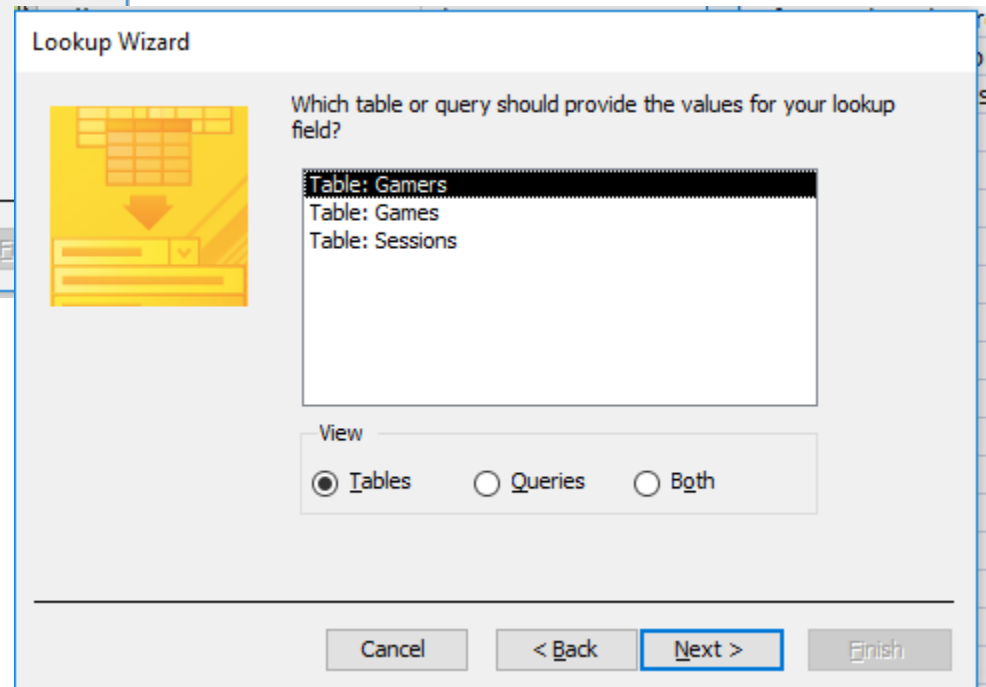 Lookup Wizard
Which table or query should provide the values for your lookup
field?
Table: Gamers
Table: Games
Table: Sessions
View
Tables Queries Both
Cancel < Back Next > Finish